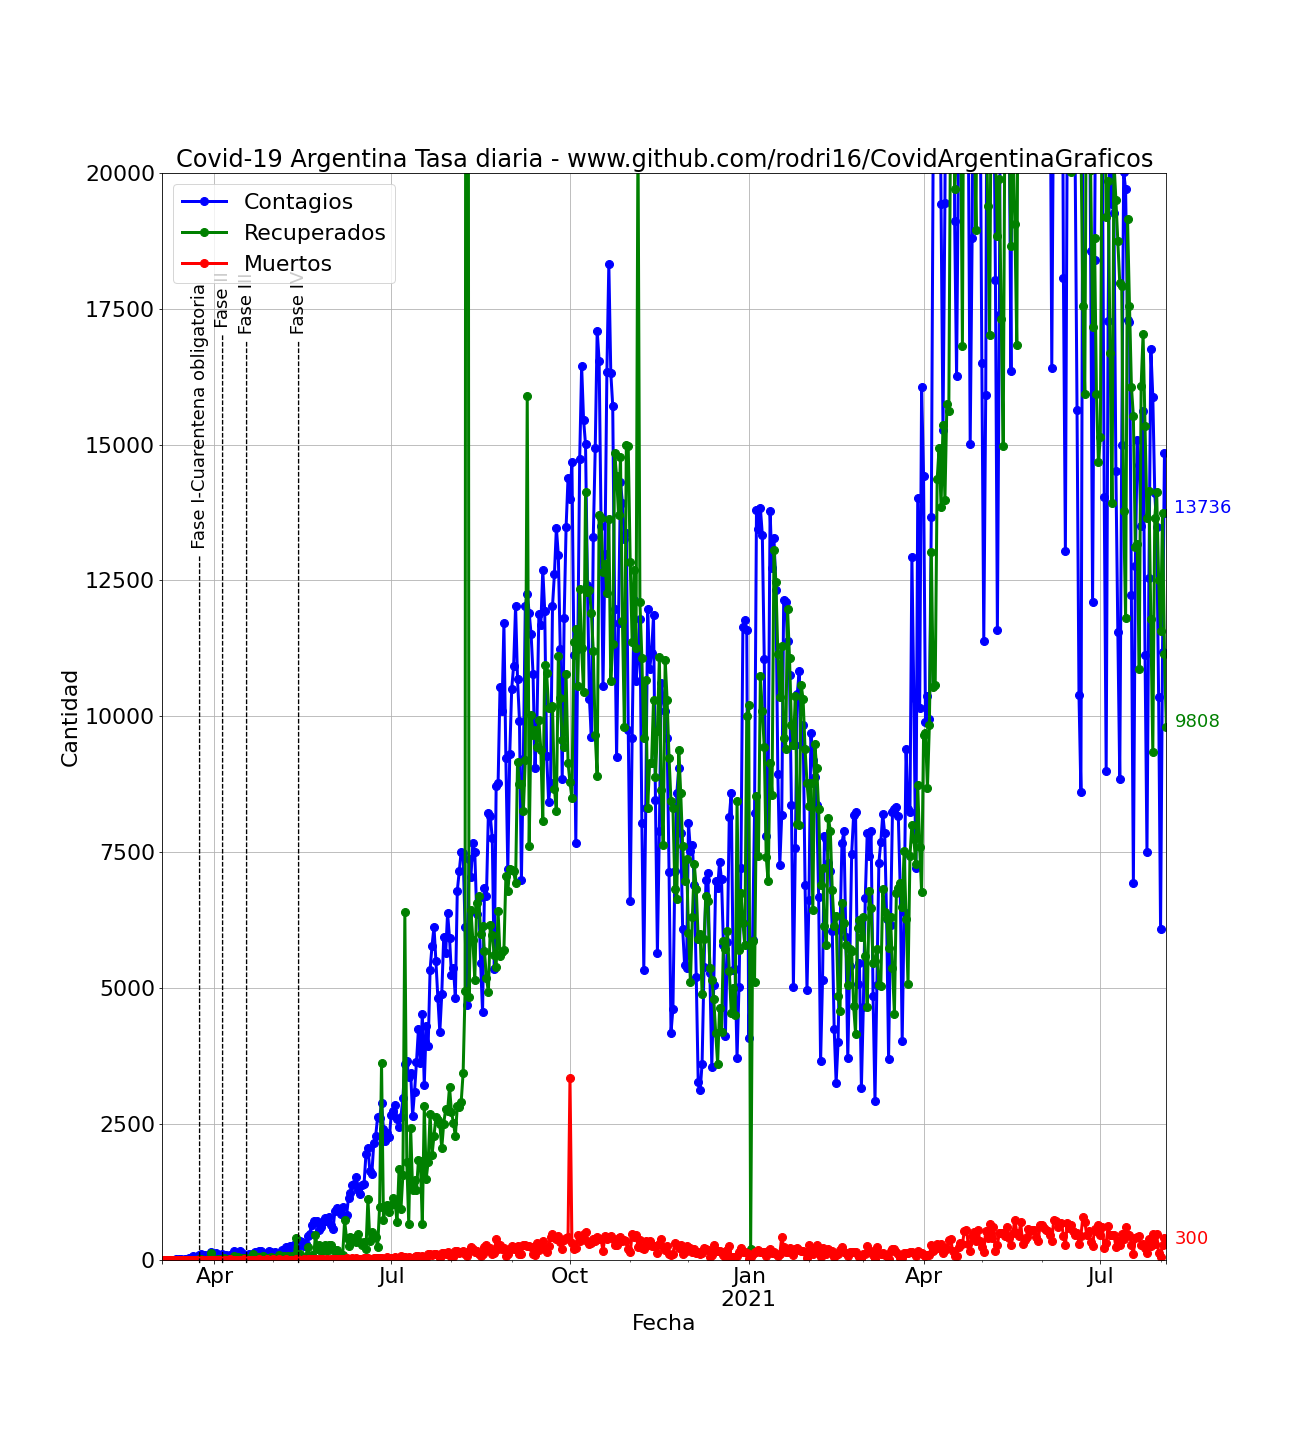 Covid-19 Argentina Tasa diaria - www.github.com/rodri16/CovidArgentinaGraficos
20000
17500
15000
12500
10000
7500
5000
2500
0
Cantidad
Contagios
Recuperados
Muertos
Fase I-Cuarentena obligatoria
Fase II
Fase III
Fase IV
13736
9808
300
Apr
Jul
Oct
Jan
2021
Apr
Jul
Fecha